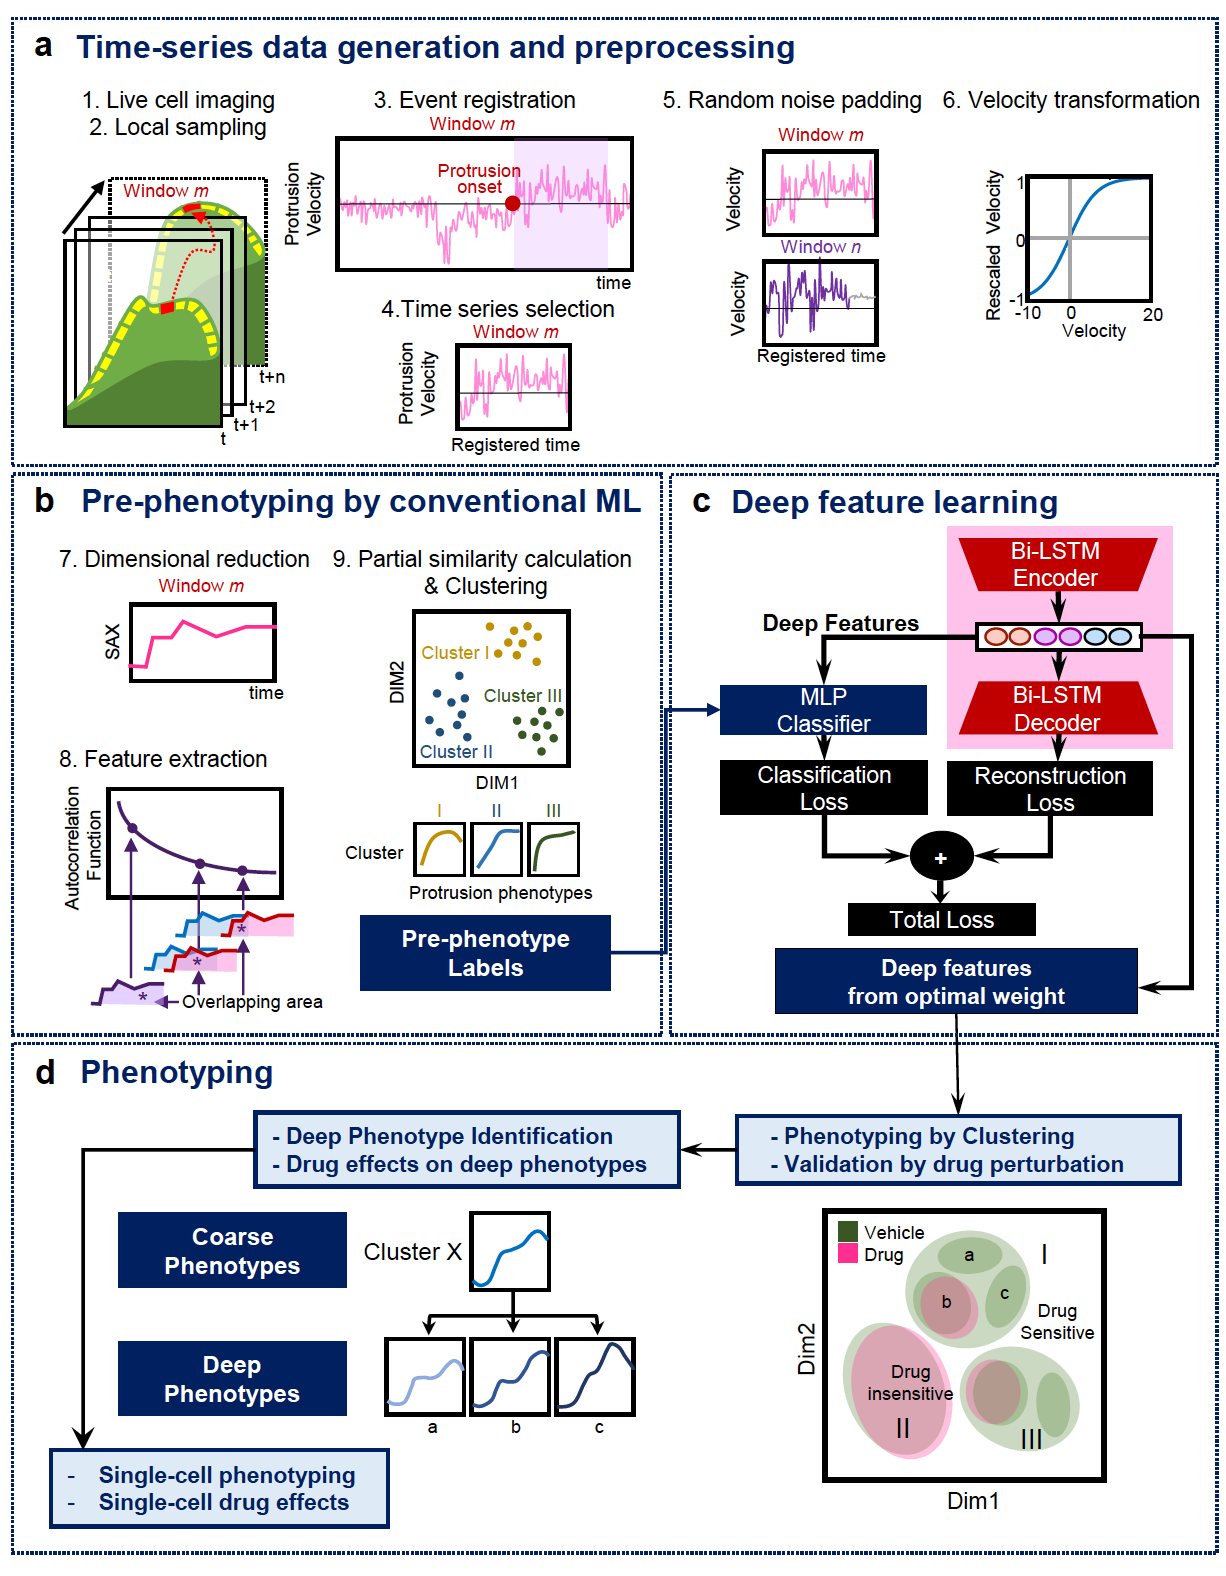 a Time-series data generation and preprocessing
1. Live cell imaging
2. Local sampling
Window m
t+n
t+2
t+1
t
3. Event registration
Window m
Protrusion
Velocity
Protrusion
onset
time
4.Time series selection
Window m
Protrusion
Velocity
Registered time
5. Random noise padding
Window m
Velocity
Window n
Velocity
Registered time
6. Velocity transformation
Rescaled Velocity
1
0
-1
-10
0
20
Velocity
b Pre-phenotyping by conventional ML
7. Dimensional reduction
Window m
SAX
time
8. Feature extraction
Autocorrelation
Function
*
*
*
Overlapping area
9. Partial similarity calculation
& Clustering
DIM2
Cluster I
Cluster III
Cluster II
DIM1
I II III
Cluster
Protrusion phenotypes
Pre-phenotype
Labels
c Deep feature learning
Bi-LSTM
Encoder
Deep Features
MLP
Classifier
Bi-LSTM
Decoder
Classification
Loss
Reconstruction
Loss
+
Total Loss
Deep features
from optimal weight
d Phenotyping
- Deep Phenotype Identification
- Drug effects on deep phenotypes
- Phenotyping by Clustering
- Validation by drug perturbation
Coarse
Phenotypes
Cluster X
Deep
Phenotypes
a b c
- Single-cell phenotyping
- Single-cell drug effects
Vehicle
Drug
a
b
c
I
Drug
Sensitive
Drug
insensitive
II
III
Dim2
Dim1